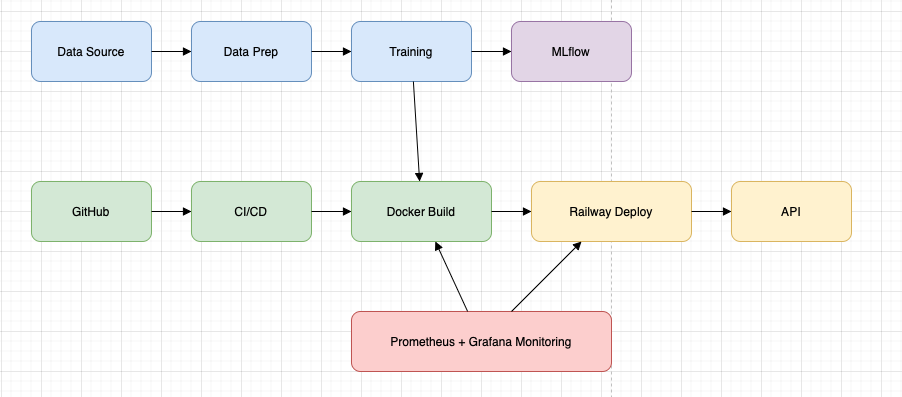 Data Source
Data Prep
Training
MLflow
GitHub
CI/CD
Docker Build
Railway Deploy
API
Prometheus + Grafana Monitoring